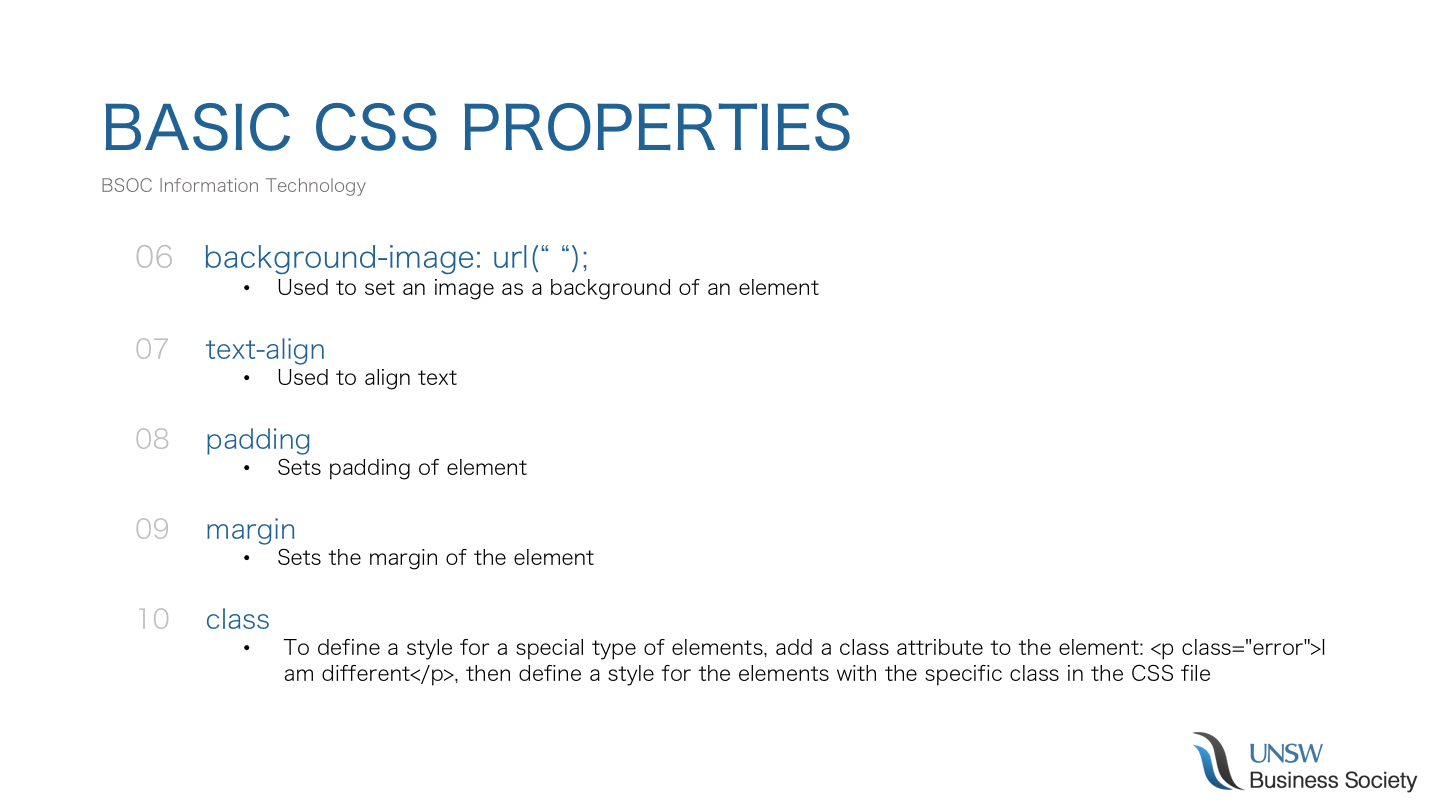 BASIC CSS PROPERTIES
BSOC Information Technology
06 background-image: url(“ “);
• Used to set an image as a background of an element
07 text-align
• Used to align text
08 padding
• Sets padding of element
09 margin
• Sets the margin of the element
10 class
• To define a style for a special type of elements, add a class attribute to the element: <p class="error">I
am different</p>, then define a style for the elements with the specific class in the CSS file
UNSW
Business Society